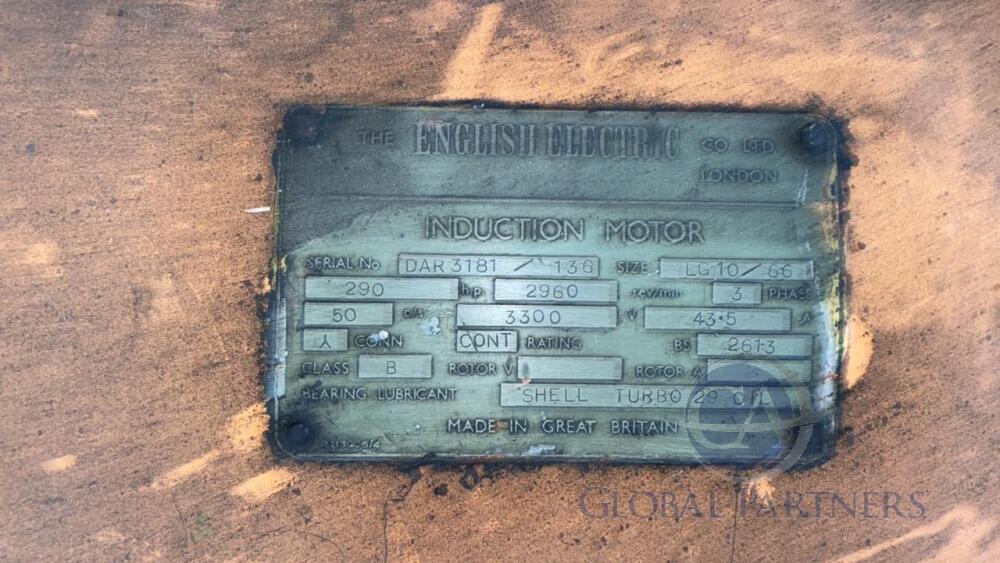 THE ENGLISH ELECTRIC CO. LTD.
LONDON
INDUCTION MOTOR
SERIAL No DAR 3181 / 136 SIZE LG 10/66
290 h.p. 2960 rev/min 3 PHASE
50 c/s 3300 V 43·5 A
⅄ CONN CONT RATING BS 2613
CLASS B ROTOR V ROTOR A
BEARING LUBRICANT SHELL TURBO 29 OIL
MADE IN GREAT BRITAIN
GLOBAL PARTNERS